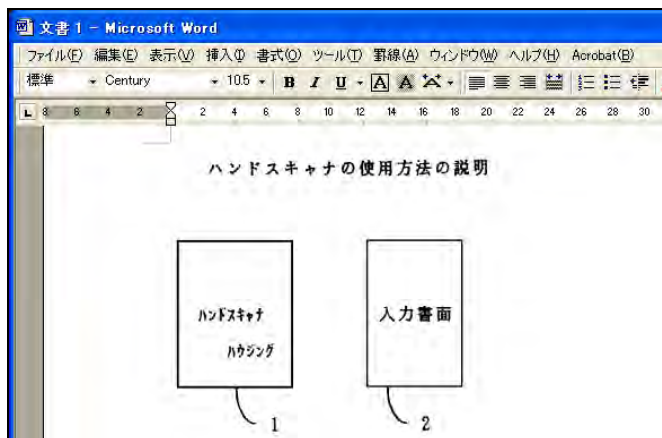 文書 1 - Microsoft Word
ファイル(F) 編集(E) 表示(V) 挿入(I) 書式(O) ツール(T) 罫線(A) ウィンドウ(W) ヘルプ(H) Acrobat(B)
標準 Century 10.5 B I U A A
L 8 6 4 2 2 4 6 8 10 12 14 16 18 20 22 24 26 28 30
ハンドスキャナの使用方法の説明
ハンドスキャナ
ハウジング
入力書面
1
2